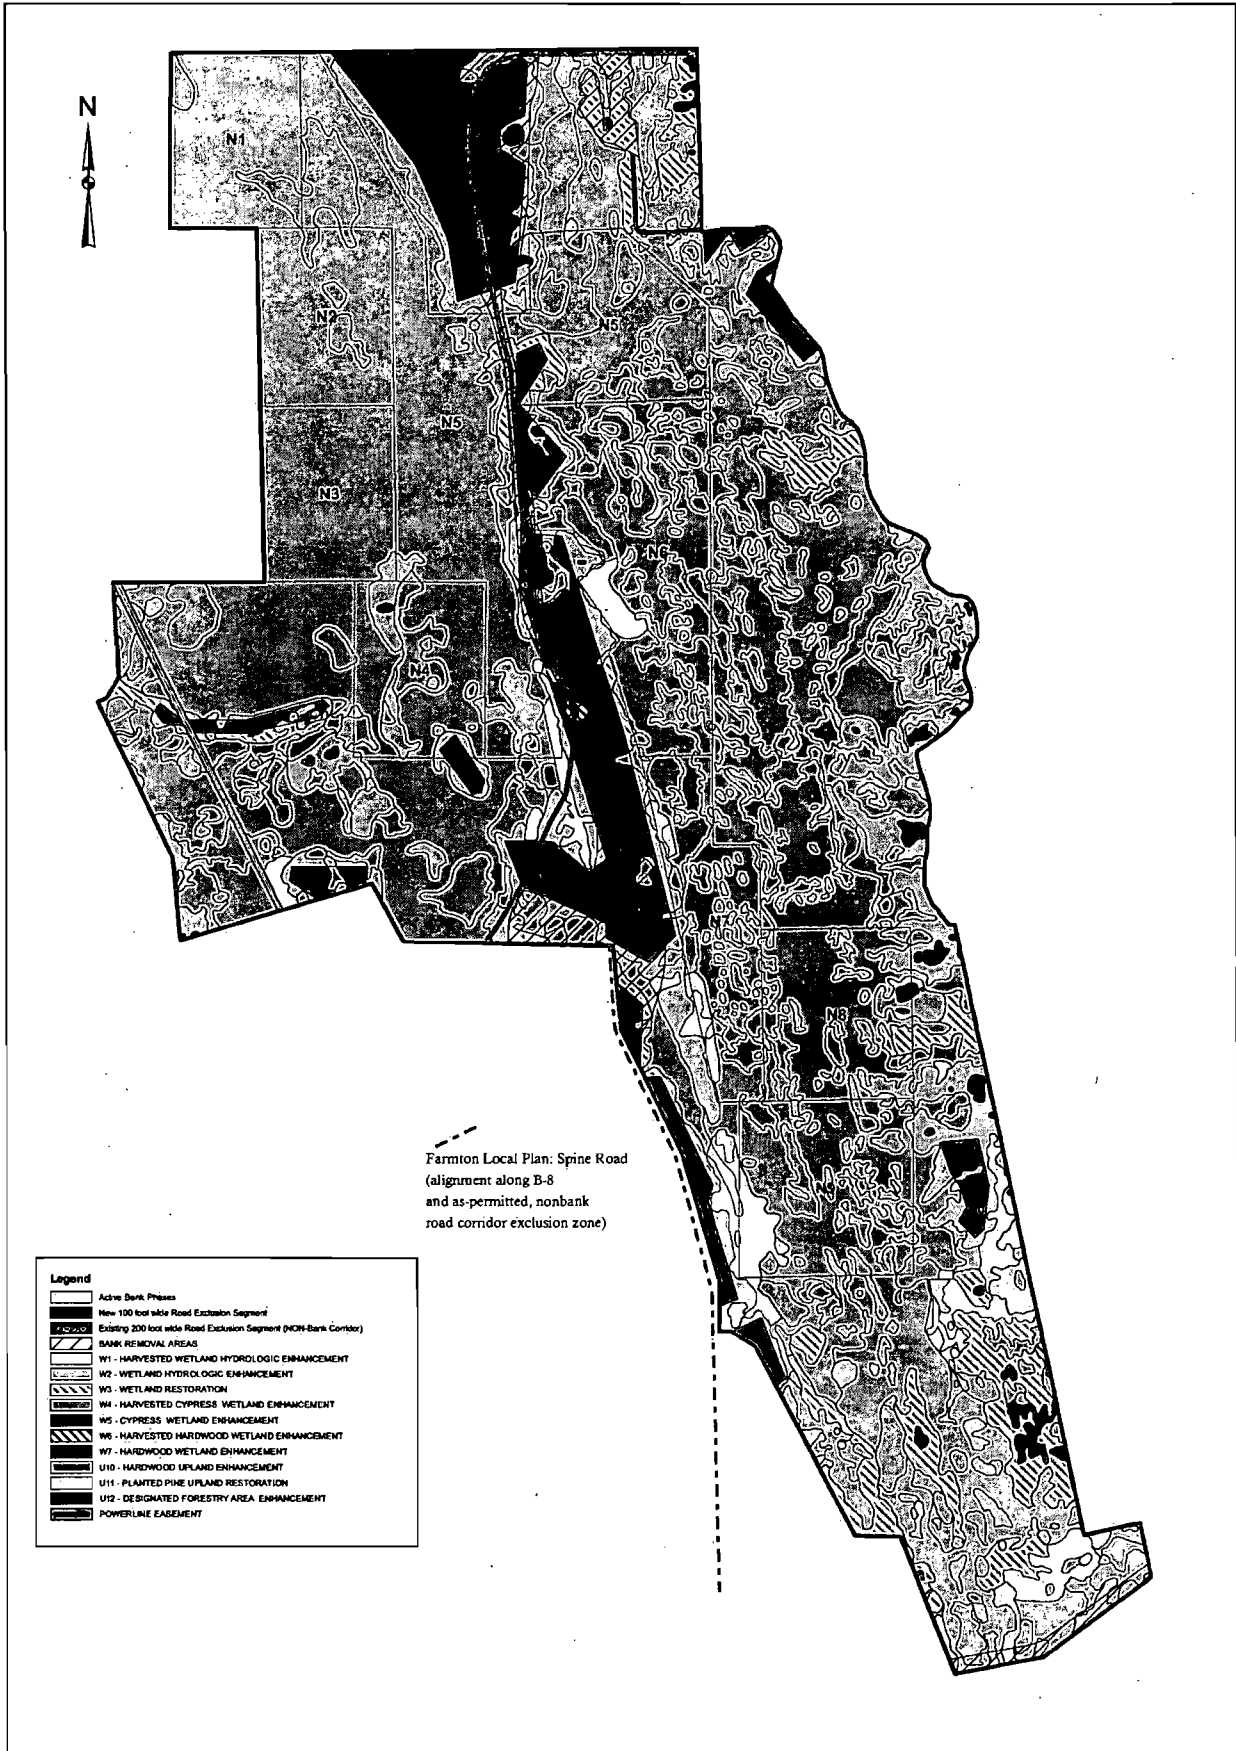 N
N1
N2
N5
N5
N3
N6
N4
N8
N9
Farmton Local Plan: Spine Road
(alignment along B-8
and as-permitted, nonbank
road corridor exclusion zone)
Legend
Active Bank Phases
New 100 foot wide Road Exclusion Segment
Existing 200 foot wide Road Exclusion Segment (NON-Bank Corridor)
BANK REMOVAL AREAS
W1 - HARVESTED WETLAND HYDROLOGIC ENHANCEMENT
W2 - WETLAND HYDROLOGIC ENHANCEMENT
W3 - WETLAND RESTORATION
W4 - HARVESTED CYPRESS WETLAND ENHANCEMENT
W5 - CYPRESS WETLAND ENHANCEMENT
W6 - HARVESTED HARDWOOD WETLAND ENHANCEMENT
W7 - HARDWOOD WETLAND ENHANCEMENT
U10 - HARDWOOD UPLAND ENHANCEMENT
U11 - PLANTED PINE UPLAND RESTORATION
U12 - DESIGNATED FORESTRY AREA ENHANCEMENT
POWERLINE EASEMENT